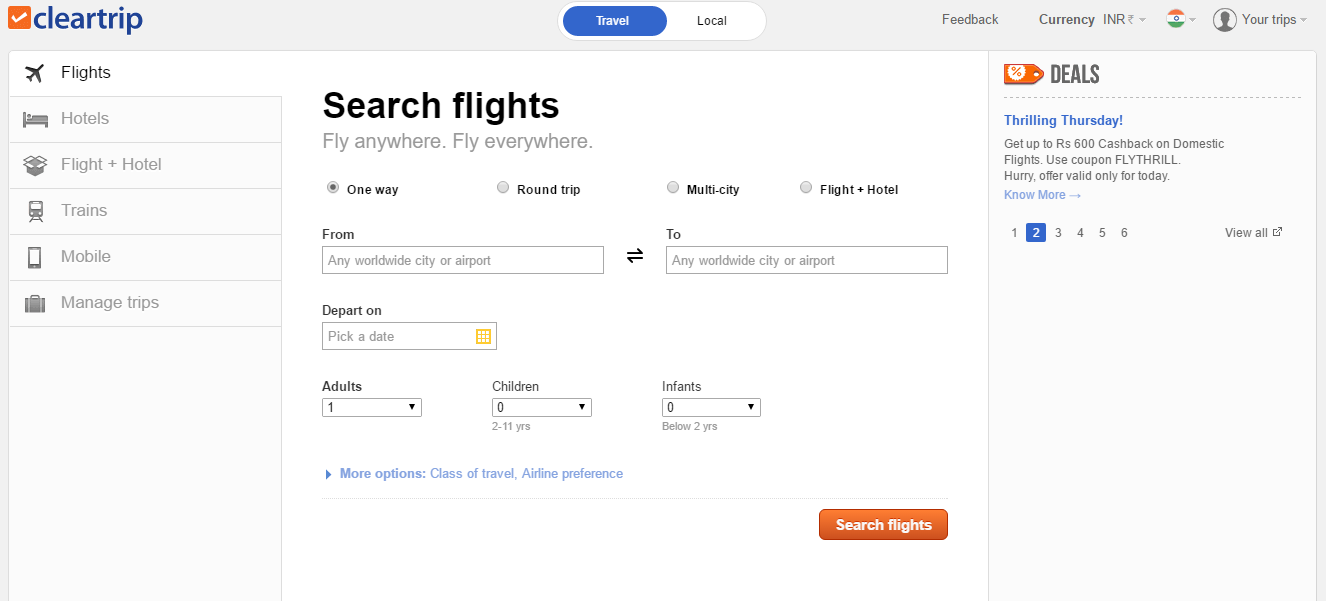 cleartrip
Travel
Local
Feedback
Currency INR ₹
Your trips
Flights
Hotels
Flight + Hotel
Trains
Mobile
Manage trips
Search flights
Fly anywhere. Fly everywhere.
One way
Round trip
Multi-city
Flight + Hotel
From
To
Any worldwide city or airport
Any worldwide city or airport
Depart on
Pick a date
Adults
Children
Infants
1
0
0
2-11 yrs
Below 2 yrs
More options: Class of travel, Airline preference
Search flights
% DEALS
Thrilling Thursday!
Get up to Rs 600 Cashback on Domestic
Flights. Use coupon FLYTHRILL.
Hurry, offer valid only for today.
Know More →
1 2 3 4 5 6
View all